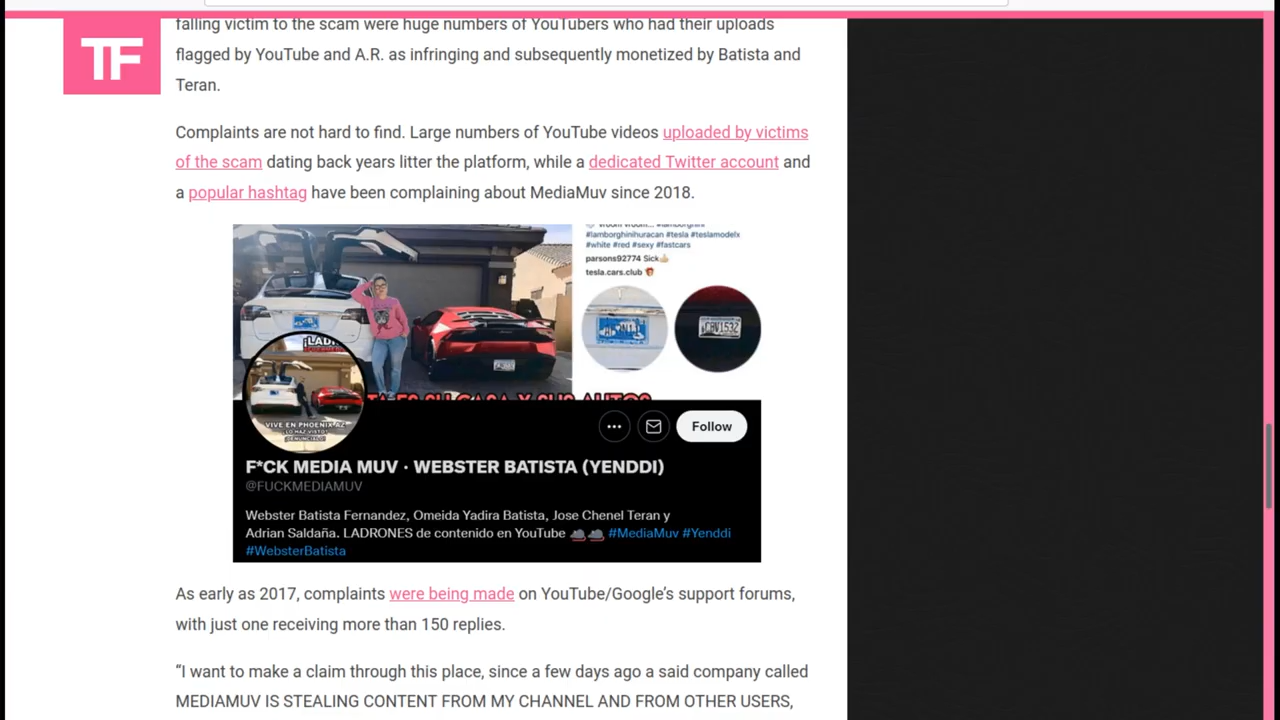 falling victim to the scam were huge numbers of YouTubers who had their uploads
TF
flagged by YouTube and A.R. as infringing and subsequently monetized by Batista and
Teran.
Complaints are not hard to find. Large numbers of YouTube videos uploaded by victims
of the scam dating back years litter the platform, while a dedicated Twitter account and
a popular hashtag have been complaining about MediaMuv since 2018.
#lamborghinihuracan #tesla #teslamodelx
#white #red #sexy #fastcars
parsons92774 Sick👍
tesla.cars.club
VIVE EN PHOENIX AZ
TA ES SU CASA Y SUS AUTOS
Follow
F*CK MEDIA MUV · WEBSTER BATISTA (YENDDI)
@FUCKMEDIAMUV
Webster Batista Fernandez, Omeida Yadira Batista, Jose Chenel Teran y
Adrian Saldaña. LADRONES de contenido en YouTube 🐀🐀 #MediaMuv #Yenddi
#WebsterBatista
As early as 2017, complaints were being made on YouTube/Google’s support forums,
with just one receiving more than 150 replies.
“I want to make a claim through this place, since a few days ago a said company called
MEDIAMUV IS STEALING CONTENT FROM MY CHANNEL AND FROM OTHER USERS,